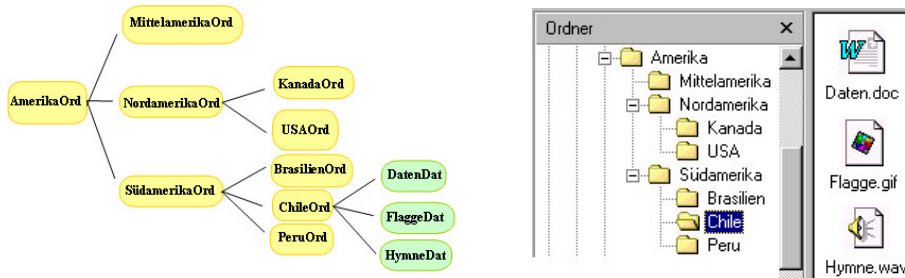 MittelamerikaOrd
AmerikaOrd
NordamerikaOrd
KanadaOrd
USAOrd
SüdamerikaOrd
BrasilienOrd
ChileOrd
PeruOrd
DatenDat
FlaggeDat
HymneDat
Ordner
Amerika
Mittelamerika
Nordamerika
Kanada
USA
Südamerika
Brasilien
Chile
Peru
W
Daten.doc
Flagge.gif
Hymne.wav